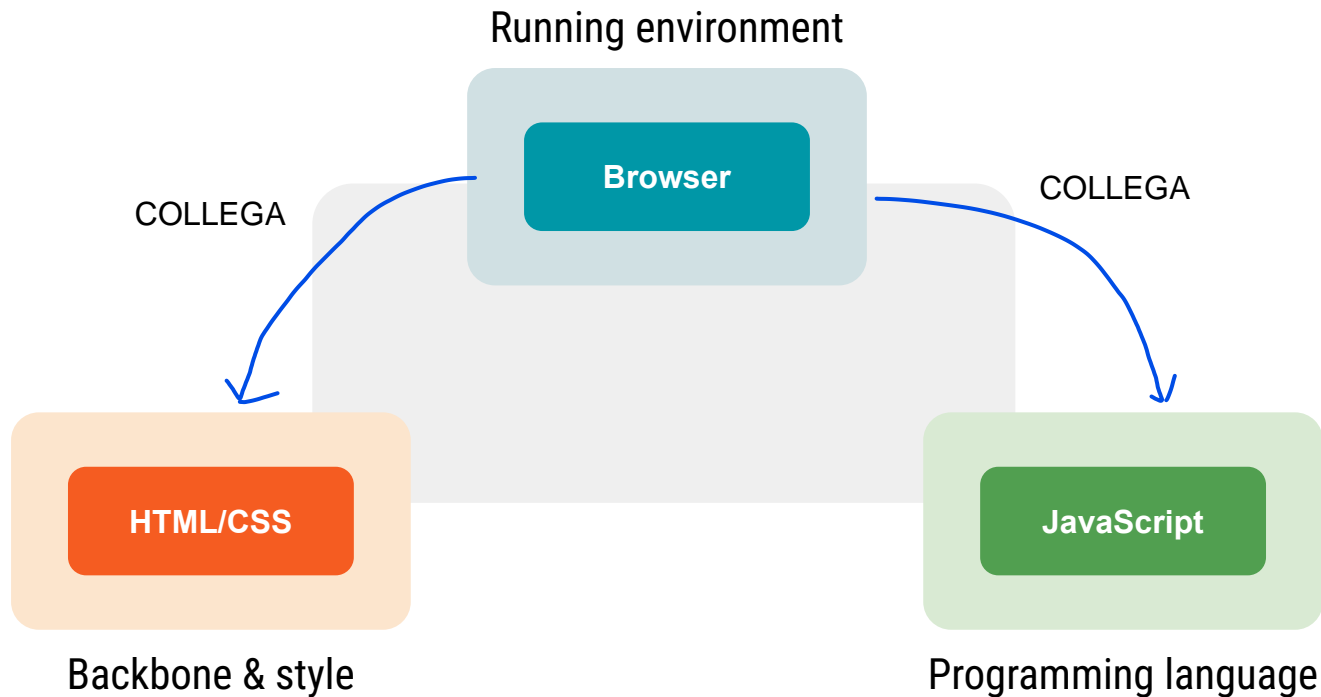 Running environment
Browser
COLLEGA
COLLEGA
HTML/CSS
JavaScript
Backbone & style
Programming language